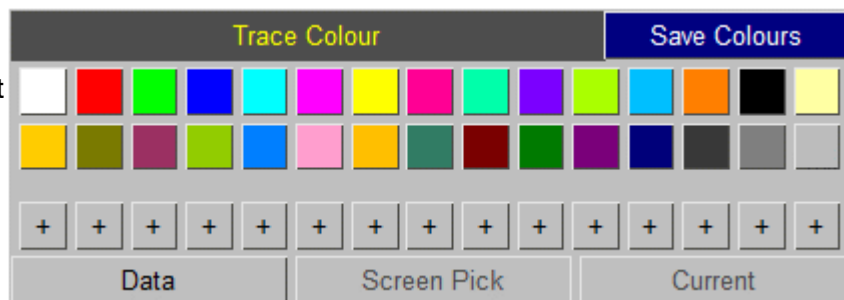 Trace Colour Save Colours
t
+ + + + + + + + + + + + + + +
Data Screen Pick Current